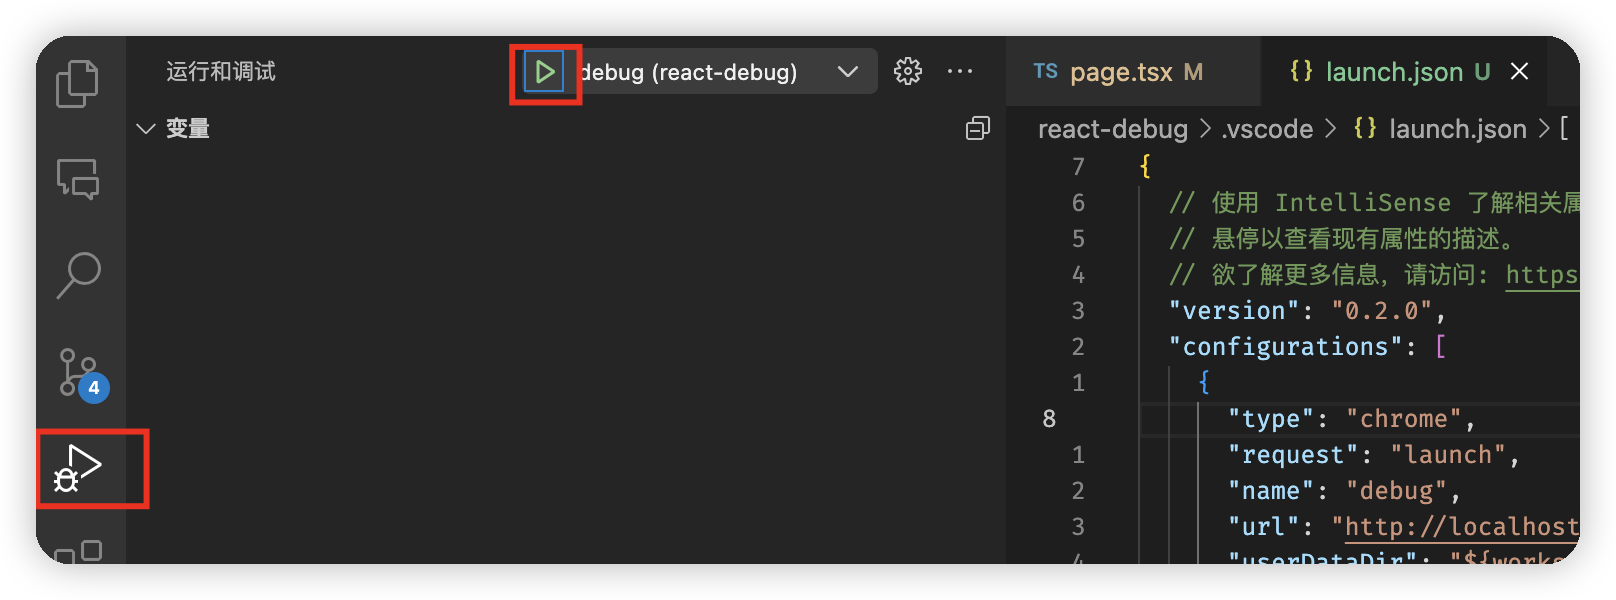 运行和调试
debug (react-debug)
变量
4
TS page.tsx M
{} launch.json U
react-debug > .vscode > {} launch.json > [
7 {
6 // 使用 IntelliSense 了解相关属
5 // 悬停以查看现有属性的描述。
4 // 欲了解更多信息，请访问: https
3 "version": "0.2.0",
2 "configurations": [
1 {
8 "type": "chrome",
1 "request": "launch",
2 "name": "debug",
3 "url": "http://localhost
4 "userDataDir": "${works